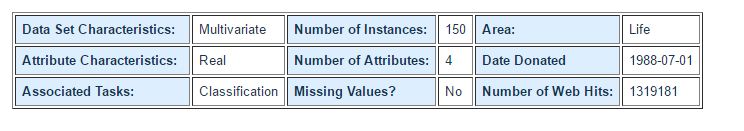 Data Set Characteristics: Multivariate Number of Instances: 150 Area: Life
Attribute Characteristics: Real Number of Attributes: 4 Date Donated 1988-07-01
Associated Tasks: Classification Missing Values? No Number of Web Hits: 1319181